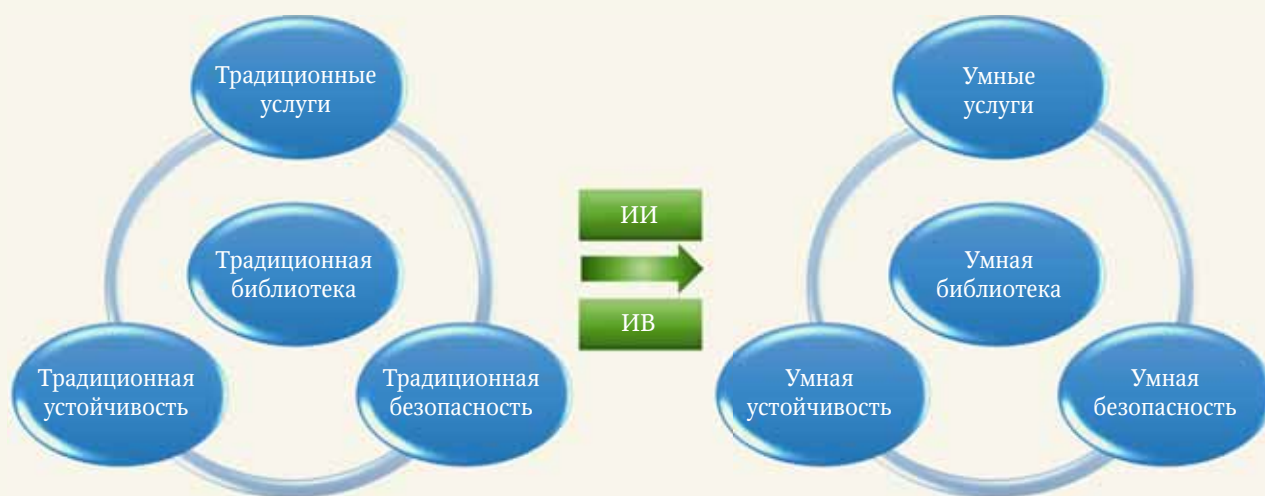 Традиционные
услуги
Традиционная
библиотека
Традиционная
устойчивость
Традиционная
безопасность
ИИ
ИВ
Умные
услуги
Умная
библиотека
Умная
устойчивость
Умная
безопасность